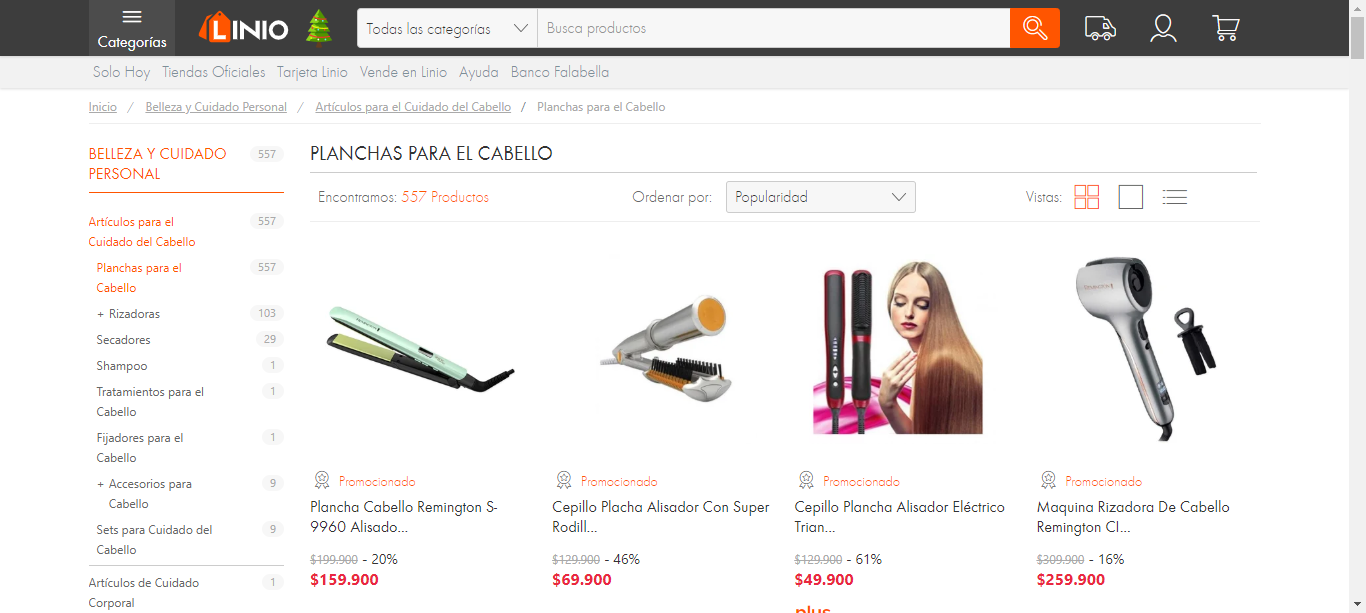 Categorías
LINIO
Todas las categorías
Busca productos
Solo Hoy Tiendas Oficiales Tarjeta Linio Vende en Linio Ayuda Banco Falabella
Inicio / Belleza y Cuidado Personal / Artículos para el Cuidado del Cabello / Planchas para el Cabello
BELLEZA Y CUIDADO 557
PERSONAL
Artículos para el 557
Cuidado del Cabello
Planchas para el 557
Cabello
+ Rizadoras 103
Secadores 29
Shampoo 1
Tratamientos para el 1
Cabello
Fijadores para el 1
Cabello
+ Accesorios para 9
Cabello
Sets para Cuidado del 9
Cabello
Artículos de Cuidado 1
Corporal
PLANCHAS PARA EL CABELLO
Encontramos: 557 Productos
Ordenar por: Popularidad
Vistas:
Promocionado
Plancha Cabello Remington S-
9960 Alisado...
$199.900 - 20%
$159.900
Promocionado
Cepillo Placha Alisador Con Super
Rodill...
$129.900 - 46%
$69.900
Promocionado
Cepillo Plancha Alisador Eléctrico
Trian...
$129.900 - 61%
$49.900
plus
REMINGTON
Promocionado
Maquina Rizadora De Cabello
Remington CI...
$309.900 - 16%
$259.900